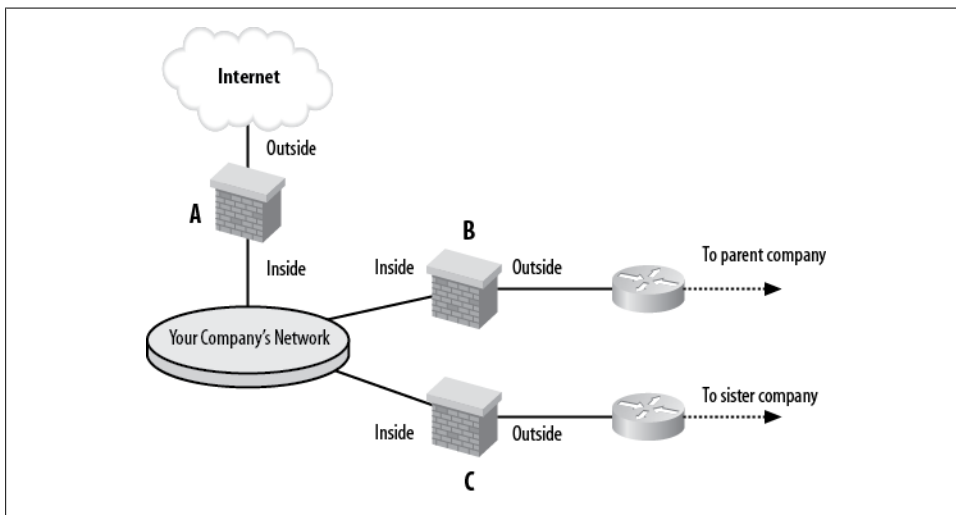 Internet
Outside
A
Inside
B
Inside
Outside
To parent company
Your Company's Network
To sister company
Inside
Outside
C